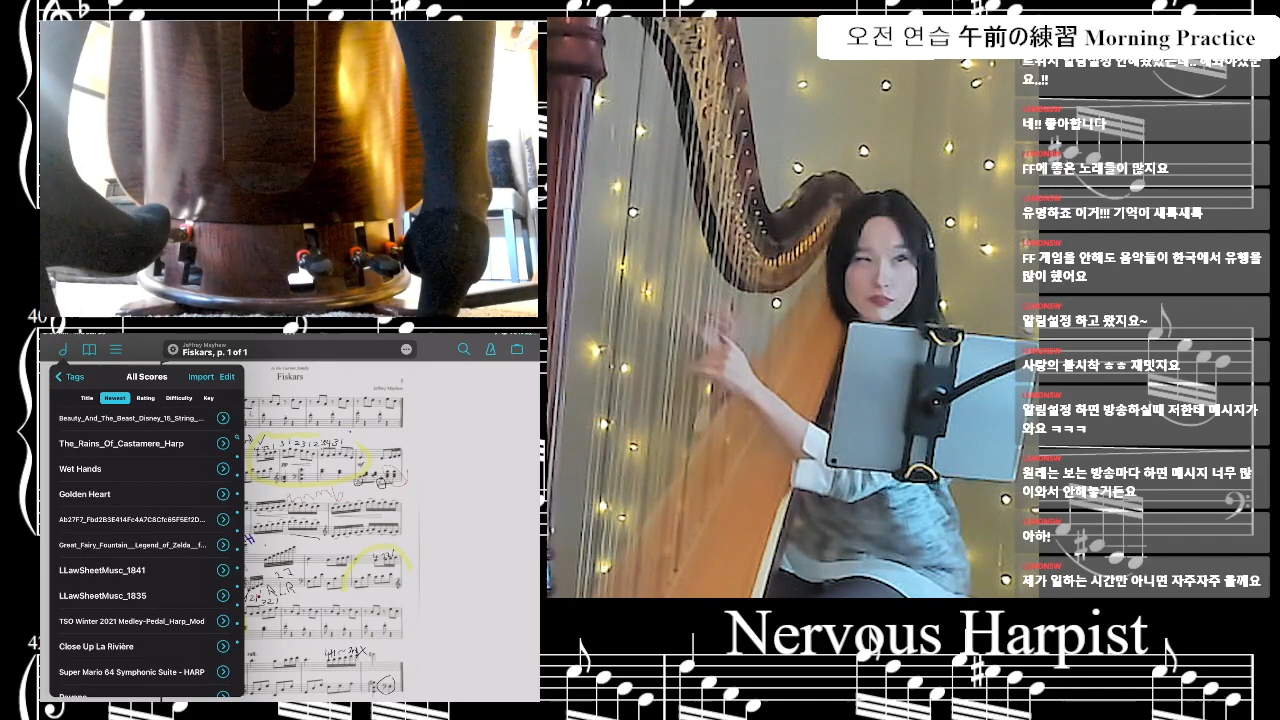 오전 연습 午前の練習 Morning Practice
요..!!
네!! 좋아합니다
FF에 좋은 노래들이 많지요
유명하죠 이거!!! 기억이 새록새록
FF 게임을 안해도 음악들이 한국에서 유행을
많이 했어요
알림설정 하고 왔지요~
사랑의 불시착 ㅎㅎ 재밋지요
알림설정 하면 방송하실때 저한테 메시지가
와요 ㅋㅋㅋ
원래는 보는 방송마다 하면 메시지 너무 많
이와서 안해놓거든요
아하!
제가 일하는 시간만 아니면 자주자주 올께요
Jeffrey Mayhew
Fiskars, p. 1 of 1
Tags
All Scores
Import Edit
Title Newest Rating Difficulty Key
Beauty_And_The_Beast_Disney_15_String_...
The_Rains_Of_Castamere_Harp
Wet Hands
Golden Heart
Great_Fairy_Fountain__Legend_of_Zelda__f...
LLawSheetMusc_1841
LLawSheetMusc_1835
TSO Winter 2021 Medley-Pedal_Harp_Mod
Close Up La Rivière
Super Mario 64 Symphonic Suite - HARP
Fiskars
Jeffrey Mayhew
Nervous Harpist